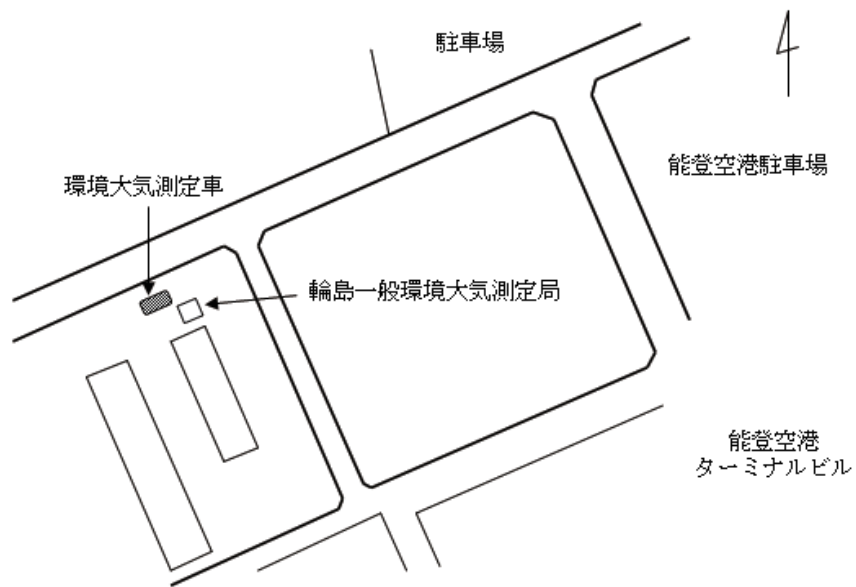 駐車場
能登空港駐車場
環境大気測定車
輪島一般環境大気測定局
能登空港
ターミナルビル